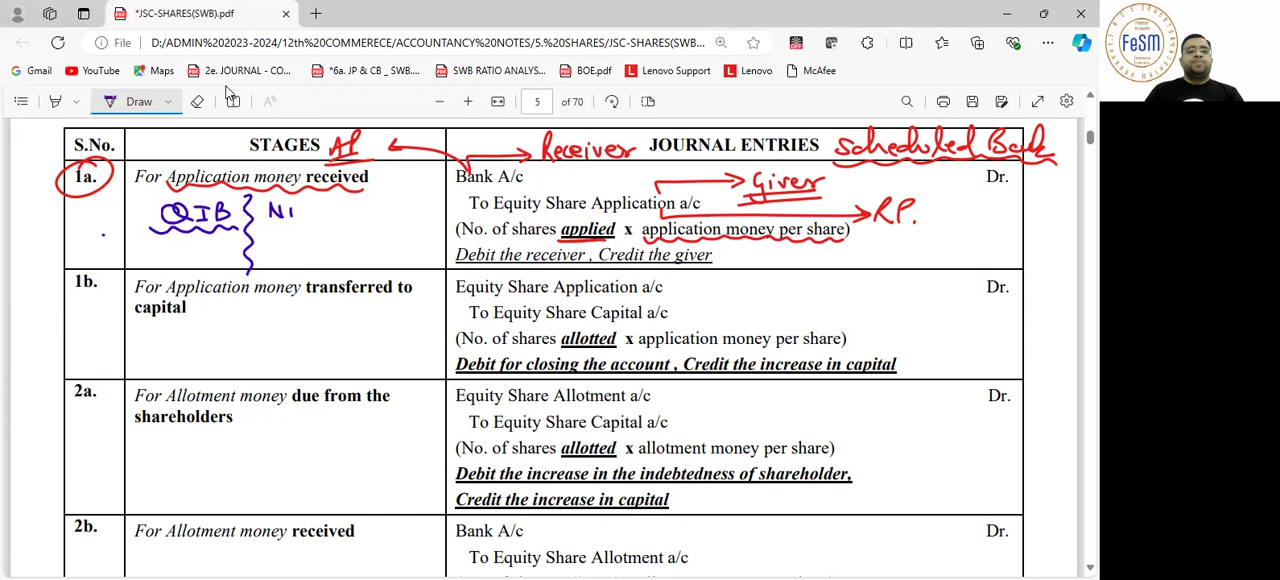 *JSC-SHARES(SWB).pdf
File
D:/ADMIN%202023-2024/12th%20COMMERECE/ACCOUNTANCY%20NOTES/5.%20SHARES/JSC-SHARES(SWB...
Gmail
YouTube
Maps
2e. JOURNAL - CO...
*6a. JP & CB _ SWB....
SWB RATIO ANALYS...
BOE.pdf
Lenovo Support
Lenovo
McAfee
Draw
5 of 70
FeSM
S.No. STAGES JOURNAL ENTRIES
Receiver
Scheduled Bank
1a. For Application money received Bank A/c Dr.
Giver
To Equity Share Application a/c
QIB } NI
RP.
(No. of shares applied x application money per share)
Debit the receiver , Credit the giver
1b. For Application money transferred to capital
Equity Share Application a/c Dr.
To Equity Share Capital a/c
(No. of shares allotted x application money per share)
Debit for closing the account , Credit the increase in capital
2a. For Allotment money due from the shareholders
Equity Share Allotment a/c Dr.
To Equity Share Capital a/c
(No. of shares allotted x allotment money per share)
Debit the increase in the indebtedness of shareholder,
Credit the increase in capital
2b. For Allotment money received Bank A/c Dr.
To Equity Share Allotment a/c